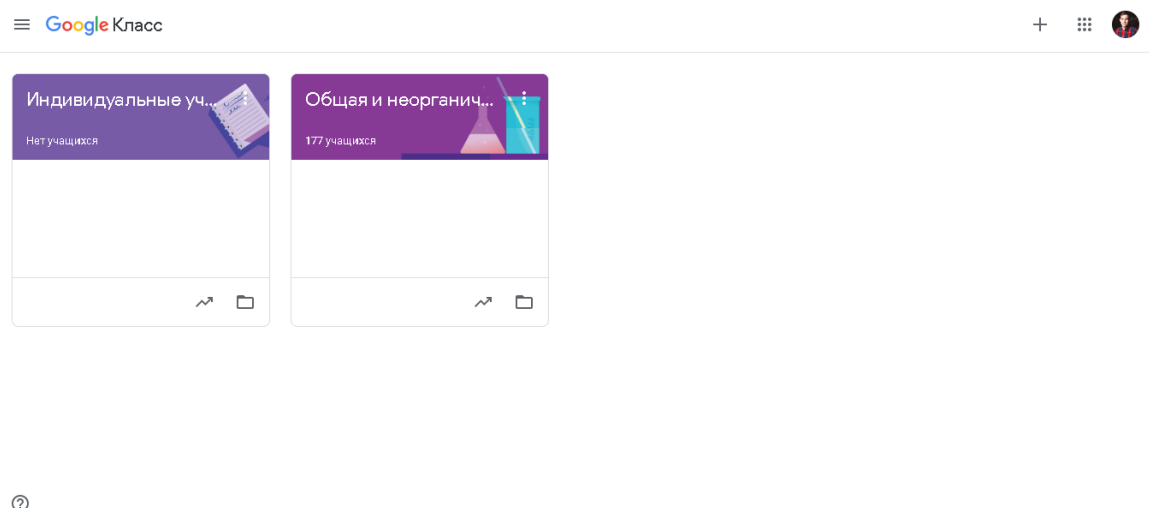 Google Класс
Индивидуальные уч...
Нет учащихся
Общая и неорганич...
177 учащихся